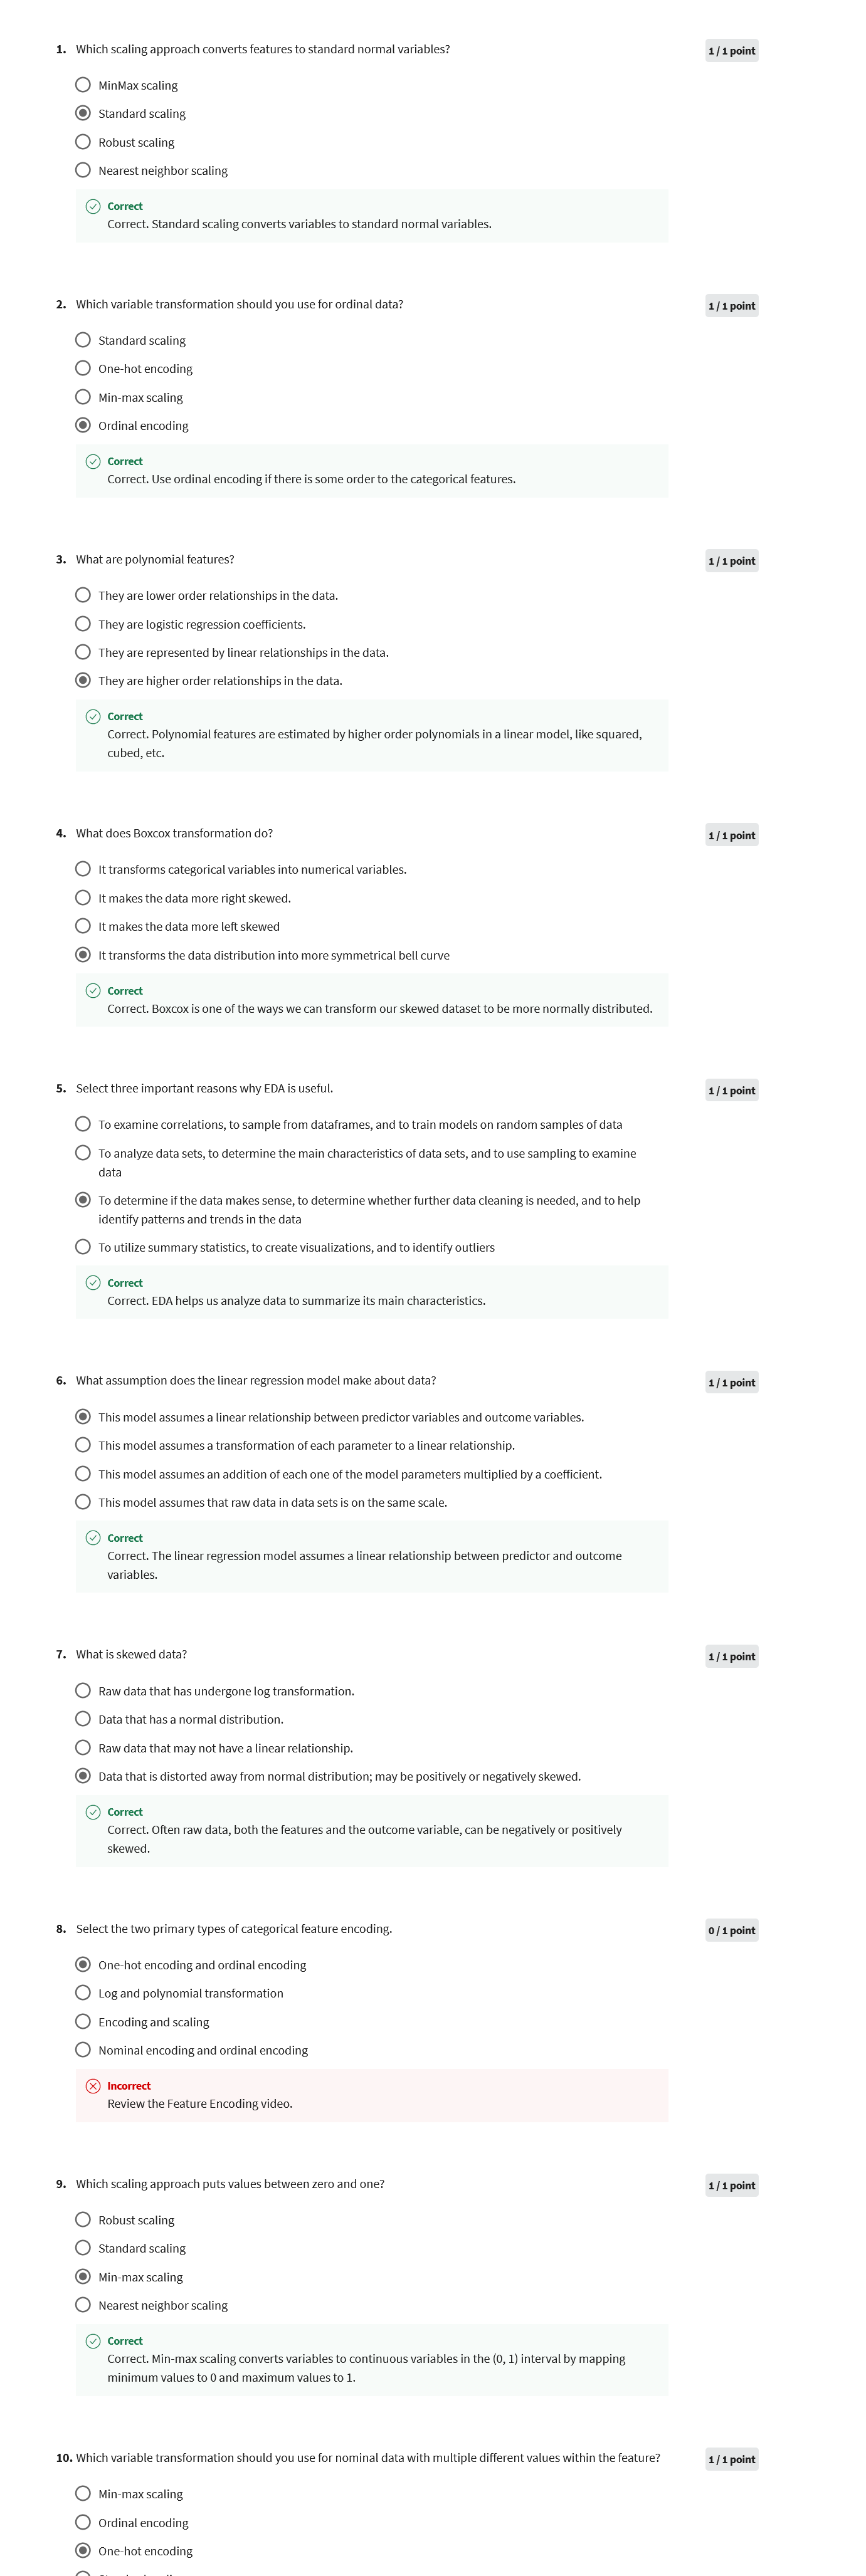 1. Which scaling approach converts features to standard normal variables?
1 / 1 point
MinMax scaling
Standard scaling
Robust scaling
Nearest neighbor scaling
Correct
Correct. Standard scaling converts variables to standard normal variables.
2. Which variable transformation should you use for ordinal data?
1 / 1 point
Standard scaling
One-hot encoding
Min-max scaling
Ordinal encoding
Correct
Correct. Use ordinal encoding if there is some order to the categorical features.
3. What are polynomial features?
1 / 1 point
They are lower order relationships in the data.
They are logistic regression coefficients.
They are represented by linear relationships in the data.
They are higher order relationships in the data.
Correct
Correct. Polynomial features are estimated by higher order polynomials in a linear model, like squared,
cubed, etc.
4. What does Boxcox transformation do?
1 / 1 point
It transforms categorical variables into numerical variables.
It makes the data more right skewed.
It makes the data more left skewed
It transforms the data distribution into more symmetrical bell curve
Correct
Correct. Boxcox is one of the ways we can transform our skewed dataset to be more normally distributed.
5. Select three important reasons why EDA is useful.
1 / 1 point
To examine correlations, to sample from dataframes, and to train models on random samples of data
To analyze data sets, to determine the main characteristics of data sets, and to use sampling to examine
data
To determine if the data makes sense, to determine whether further data cleaning is needed, and to help
identify patterns and trends in the data
To utilize summary statistics, to create visualizations, and to identify outliers
Correct
Correct. EDA helps us analyze data to summarize its main characteristics.
6. What assumption does the linear regression model make about data?
1 / 1 point
This model assumes a linear relationship between predictor variables and outcome variables.
This model assumes a transformation of each parameter to a linear relationship.
This model assumes an addition of each one of the model parameters multiplied by a coefficient.
This model assumes that raw data in data sets is on the same scale.
Correct
Correct. The linear regression model assumes a linear relationship between predictor and outcome
variables.
7. What is skewed data?
1 / 1 point
Raw data that has undergone log transformation.
Data that has a normal distribution.
Raw data that may not have a linear relationship.
Data that is distorted away from normal distribution; may be positively or negatively skewed.
Correct
Correct. Often raw data, both the features and the outcome variable, can be negatively or positively
skewed.
8. Select the two primary types of categorical feature encoding.
0 / 1 point
One-hot encoding and ordinal encoding
Log and polynomial transformation
Encoding and scaling
Nominal encoding and ordinal encoding
Incorrect
Review the Feature Encoding video.
9. Which scaling approach puts values between zero and one?
1 / 1 point
Robust scaling
Standard scaling
Min-max scaling
Nearest neighbor scaling
Correct
Correct. Min-max scaling converts variables to continuous variables in the (0, 1) interval by mapping
minimum values to 0 and maximum values to 1.
10. Which variable transformation should you use for nominal data with multiple different values within the feature?
1 / 1 point
Min-max scaling
Ordinal encoding
One-hot encoding